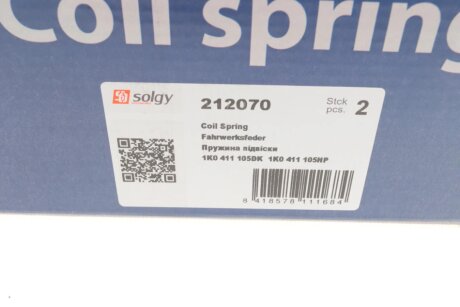 Coil spring
solgy
212070
Stck
pcs. 2
Coil Spring
Fahrwerksfeder
Пружина підвіски
1K0 411 105DK 1K0 411 105HP
8 418578 111684